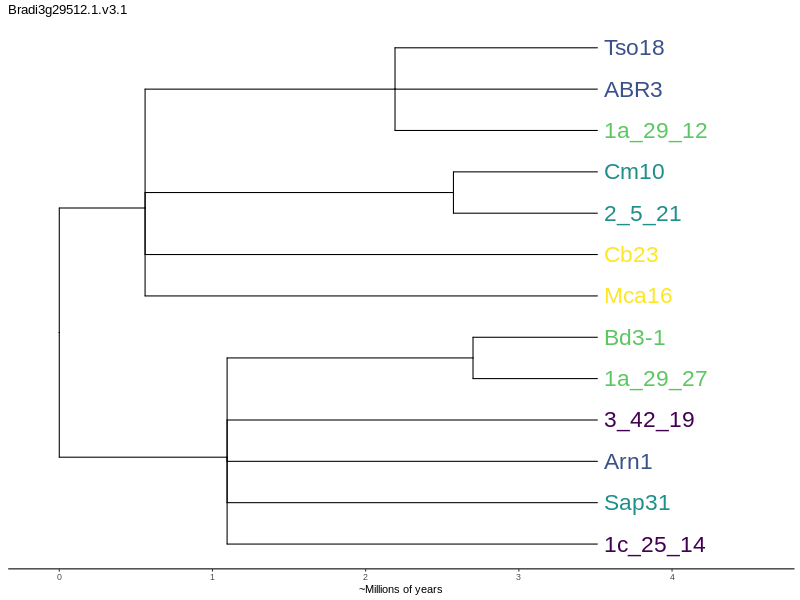 Bradi3g29512.1.v3.1
Tso18
ABR3
1a_29_12
Cm10
2_5_21
Cb23
Mca16
Bd3-1
1a_29_27
3_42_19
Arn1
Sap31
1c_25_14
0 1 2 3 4
~Millions of years